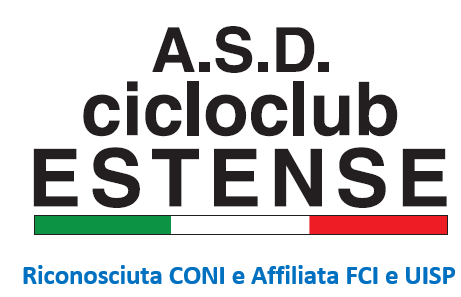 A.S.D.
cicloclub
ESTENSE
Riconosciuta CONI e Affiliata FCI e UISP